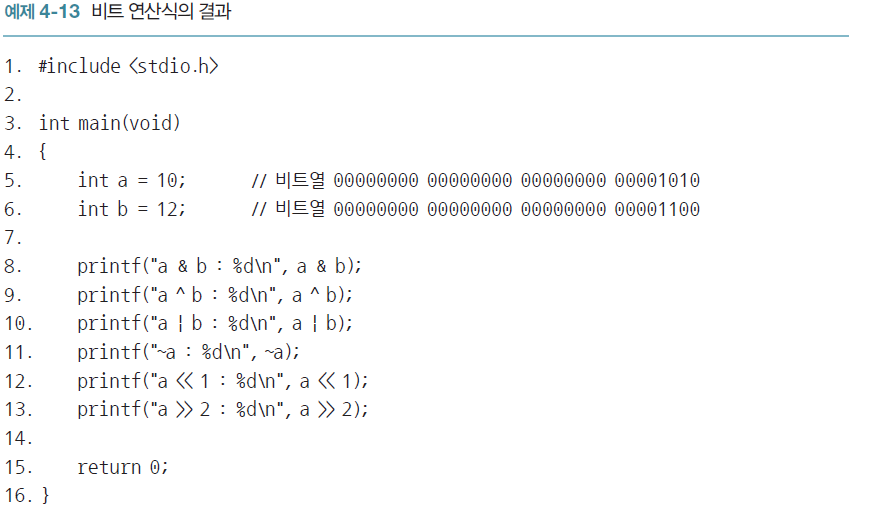 예제 4-13 비트 연산식의 결과
1. #include <stdio.h>
2.
3. int main(void)
4. {
5. int a = 10; // 비트열 00000000 00000000 00000000 00001010
6. int b = 12; // 비트열 00000000 00000000 00000000 00001100
7.
8. printf("a & b : %d\n", a & b);
9. printf("a ^ b : %d\n", a ^ b);
10. printf("a | b : %d\n", a | b);
11. printf("~a : %d\n", ~a);
12. printf("a << 1 : %d\n", a << 1);
13. printf("a >> 2 : %d\n", a >> 2);
14.
15. return 0;
16. }